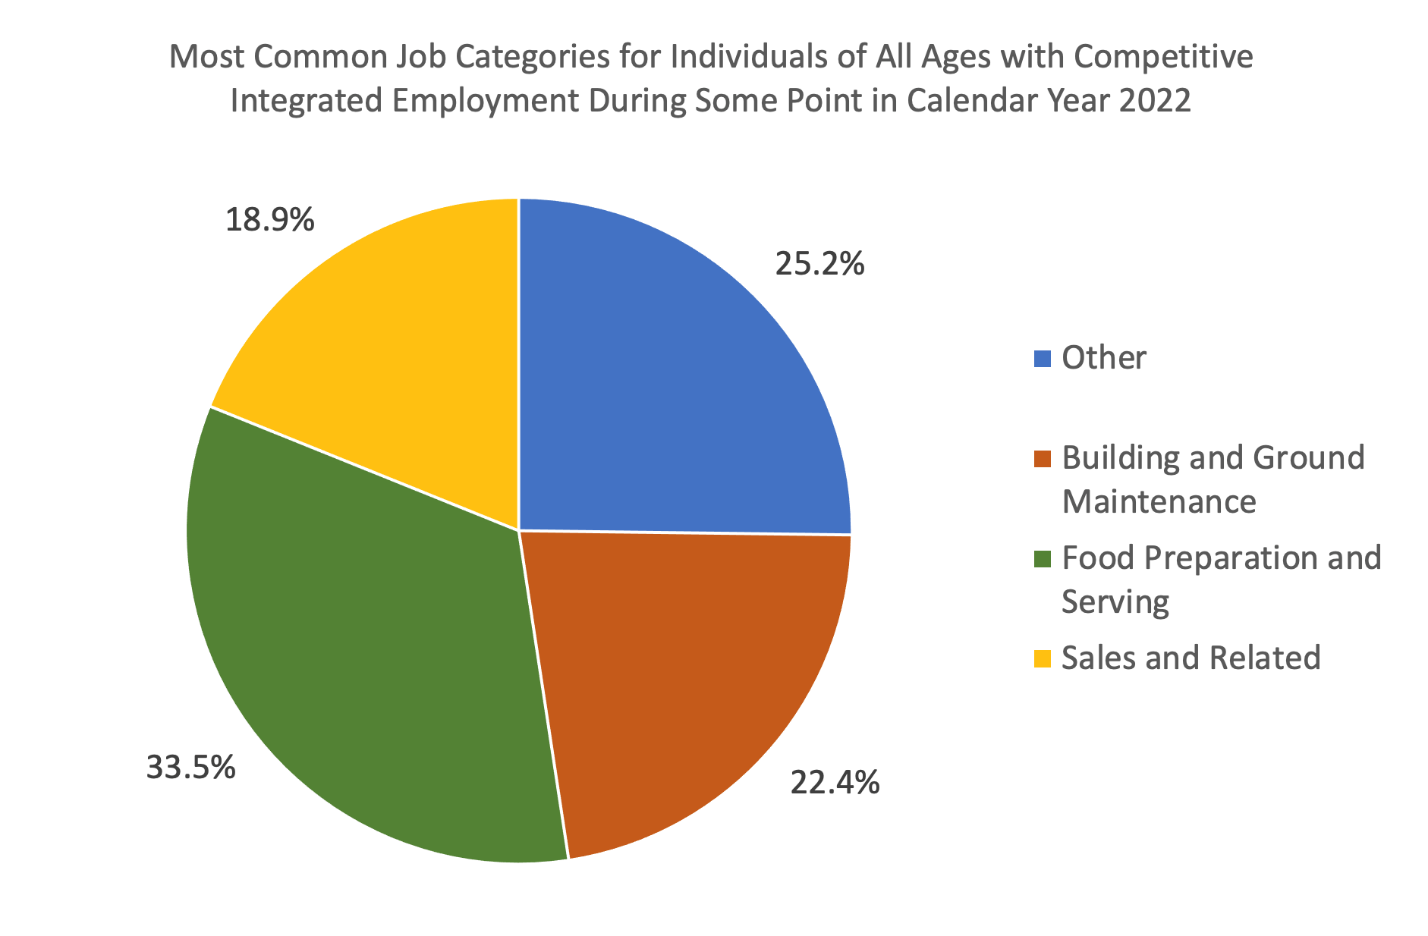 Most Common Job Categories for Individuals of All Ages with Competitive
Integrated Employment During Some Point in Calendar Year 2022
18.9%
25.2%
33.5%
22.4%
Other
Building and Ground
Maintenance
Food Preparation and
Serving
Sales and Related